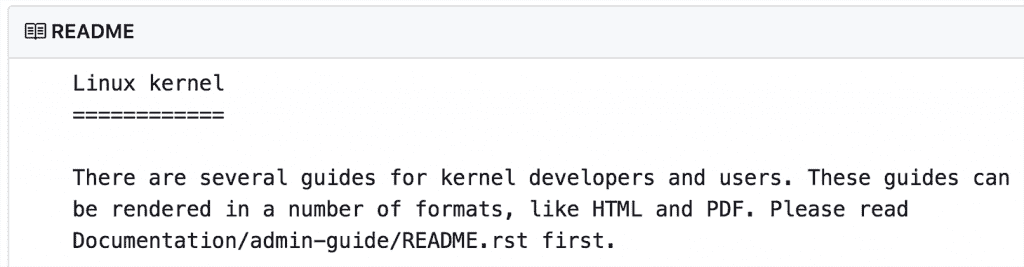 README
Linux kernel
============
There are several guides for kernel developers and users. These guides can
be rendered in a number of formats, like HTML and PDF. Please read
Documentation/admin-guide/README.rst first.